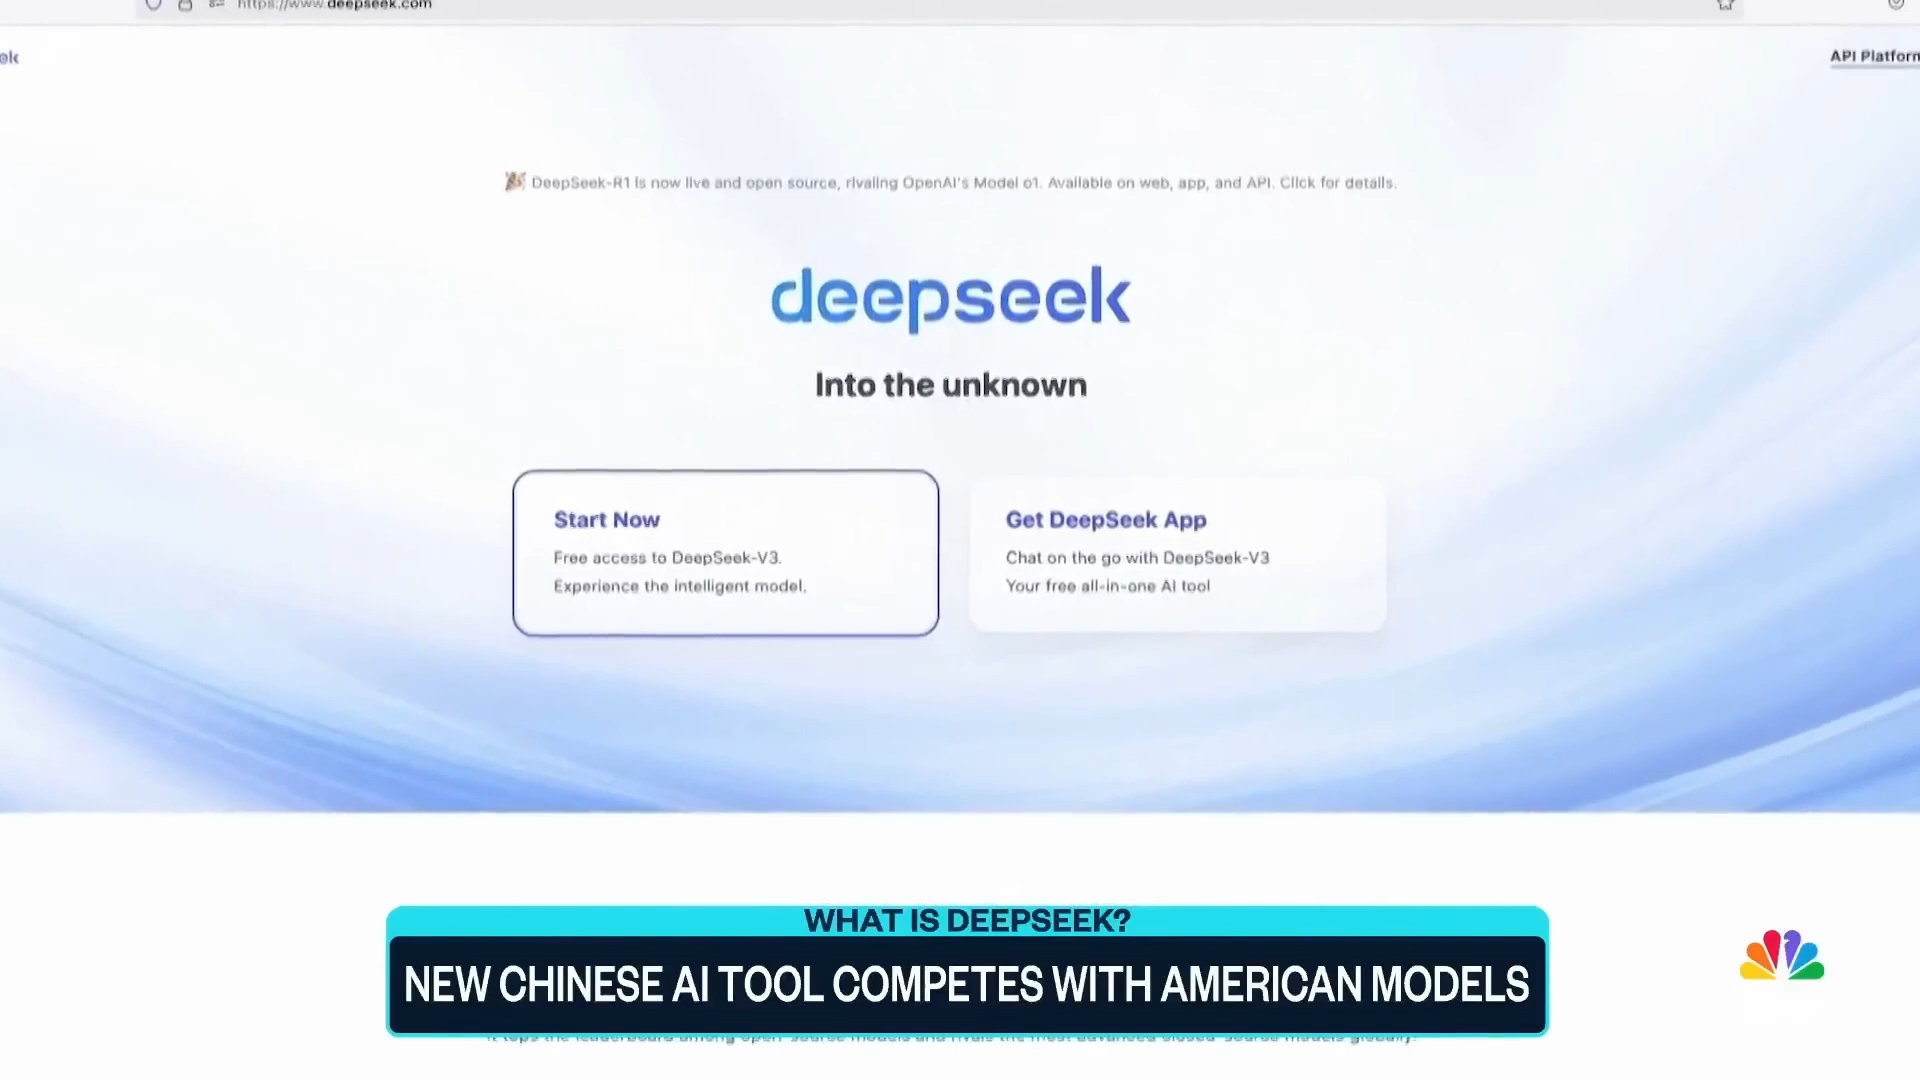 https://www.deepseek.com
ek
API Platform
DeepSeek-R1 is now live and open source, rivaling OpenAI's Model o1. Available on web, app, and API. Click for details.
deepseek
Into the unknown
Start Now
Free access to DeepSeek-V3.
Experience the intelligent model.
Get DeepSeek App
Chat on the go with DeepSeek-V3
Your free all-in-one AI tool
WHAT IS DEEPSEEK?
NEW CHINESE AI TOOL COMPETES WITH AMERICAN MODELS